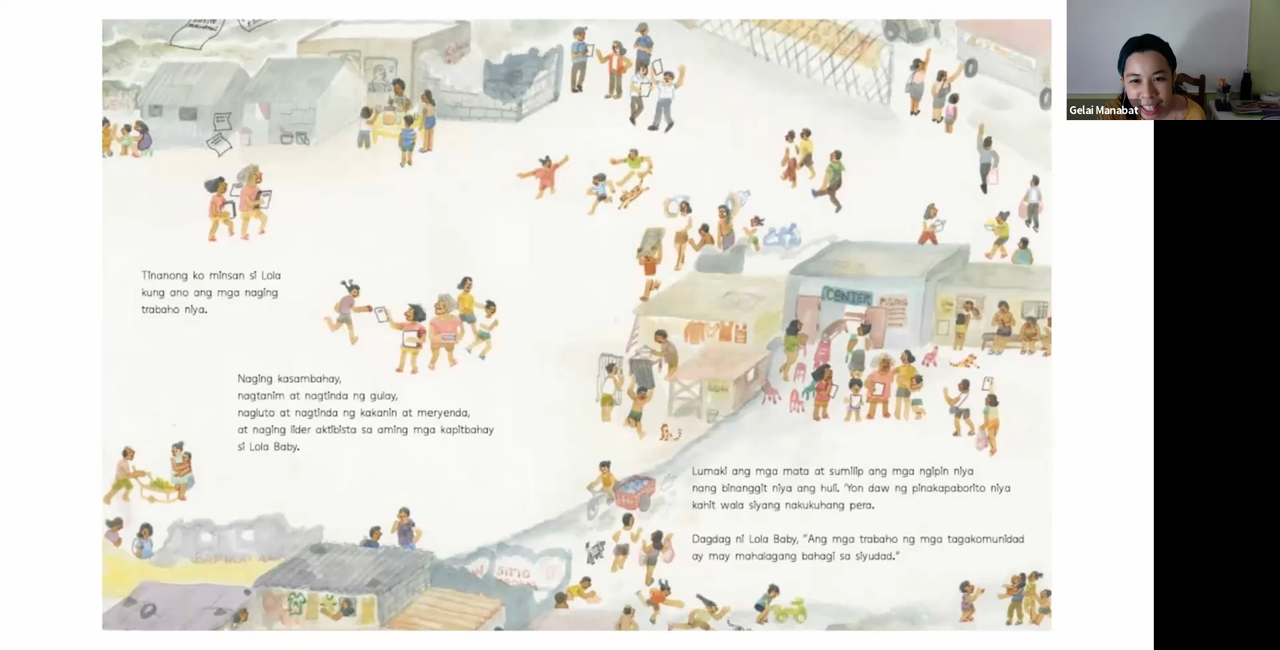 Tinanong ko minsan si Lola
kung ano ang mga naging
trabaho niya.
Naging kasambahay,
nagtanim at nagtinda ng gulay,
nagluto at nagtinda ng kakanin at meryenda,
at naging lider aktibista sa aming mga kapitbahay
si Lola Baby.
CENTER
SITIO
Lumaki ang mga mata at sumilip ang mga ngipin niya
nang binanggit niya ang huli. 'Yon daw ng pinakapaborito niya
kahit wala siyang nakukuhang pera.
Dagdag ni Lola Baby, "Ang mga trabaho ng mga tagakomunidad
ay may mahalagang bahagi sa siyudad."
Gelai Manabat